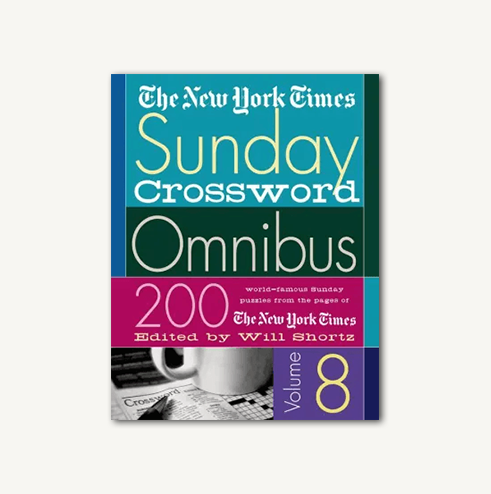 The New York Times
Sunday
Crossword
Omnibus
200
world-famous Sunday
puzzles from the pages of
The New York Times
Edited by Will Shortz
Crossword
Volume 8